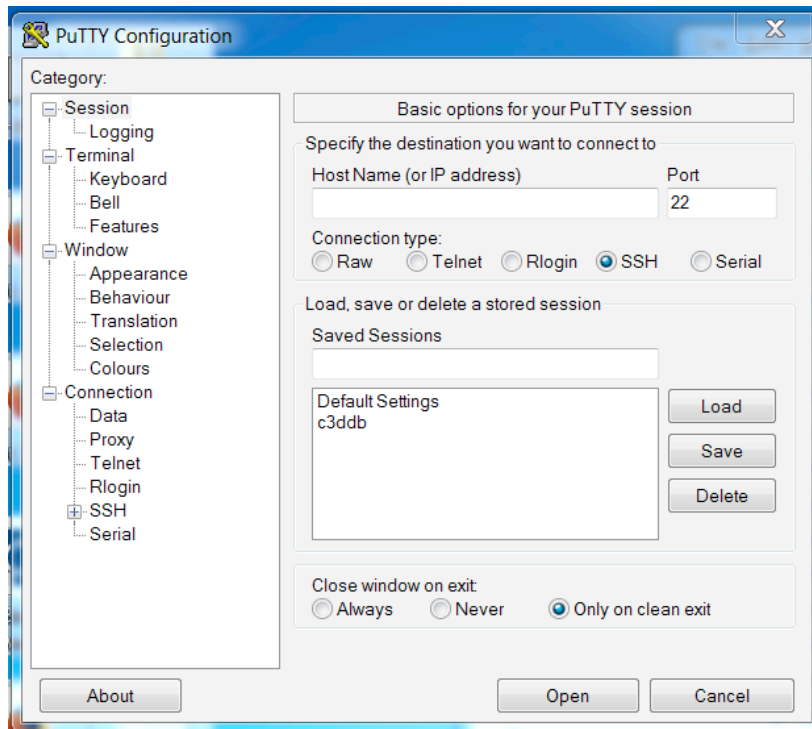 PuTTY Configuration
Category:
Session
Logging
Terminal
Keyboard
Bell
Features
Window
Appearance
Behaviour
Translation
Selection
Colours
Connection
Data
Proxy
Telnet
Rlogin
SSH
Serial
Basic options for your PuTTY session
Specify the destination you want to connect to
Host Name (or IP address) Port
22
Connection type:
Raw Telnet Rlogin SSH Serial
Load, save or delete a stored session
Saved Sessions
Default Settings
c3ddb
Load
Save
Delete
Close window on exit:
Always Never Only on clean exit
About Open Cancel